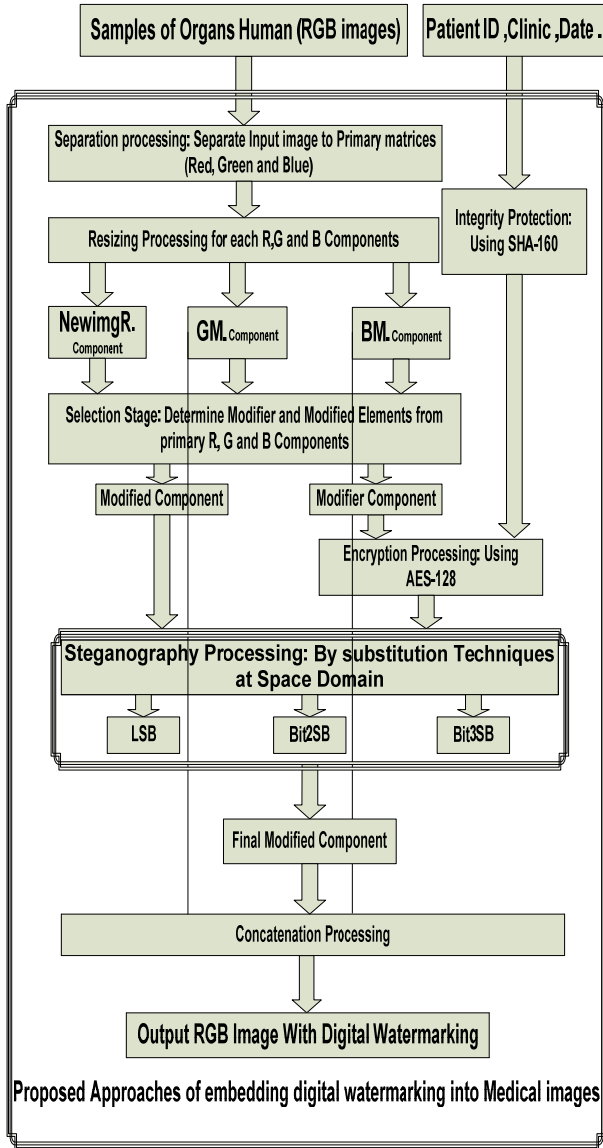 Samples of Organs Human (RGB images)
Patient ID ,Clinic ,Date .
Separation processing: Separate Input image to Primary matrices
(Red, Green and Blue)
Integrity Protection:
Using SHA-160
Resizing Processing for each R,G and B Components
NewimgR.
Component
GM. Component
BM. Component
Selection Stage: Determine Modifier and Modified Elements from
primary R, G and B Components
Modified Component
Modifier Component
Encryption Processing: Using
AES-128
Steganography Processing: By substitution Techniques
at Space Domain
LSB
Bit2SB
Bit3SB
Final Modified Component
Concatenation Processing
Output RGB Image With Digital Watermarking
Proposed Approaches of embedding digital watermarking into Medical images